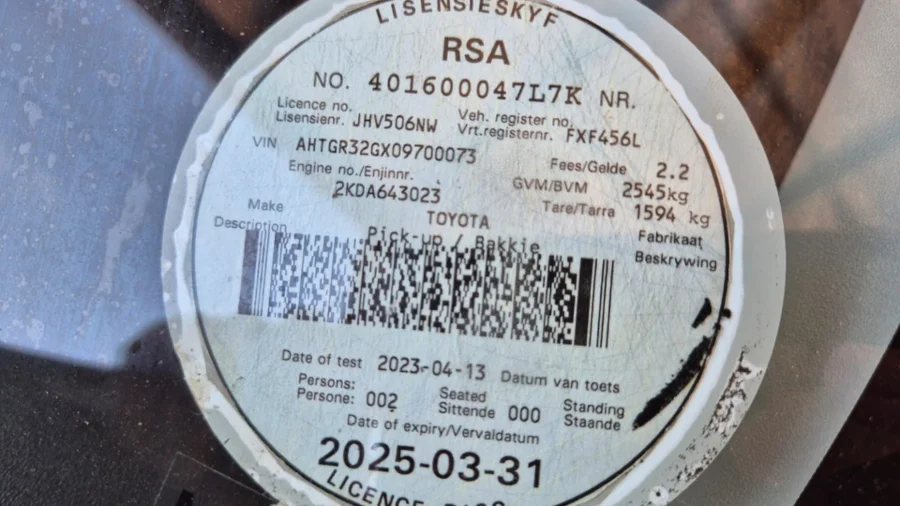 LISENSIESKYF
RSA
NO. 401600047L7K NR.
Licence no. Veh. register no.
Lisensienr. JHV506NW Vrt.registernr. FXF456L
VIN AHTGR32GX09700073 Fees/Gelde 2.2
Engine no./Enjinnr. GVM/BVM 2545kg
2KDA643023 Tare/Tarra 1594 kg
Make TOYOTA Fabrikaat
Description Pick-up / Bakkie Beskrywing
Date of test 2023-04-13 Datum van toets
Persons: Seated Standing
Persone: 002 Sittende 000 Staande
Date of expiry/Vervaldatum
2025-03-31
LICENCE DISC